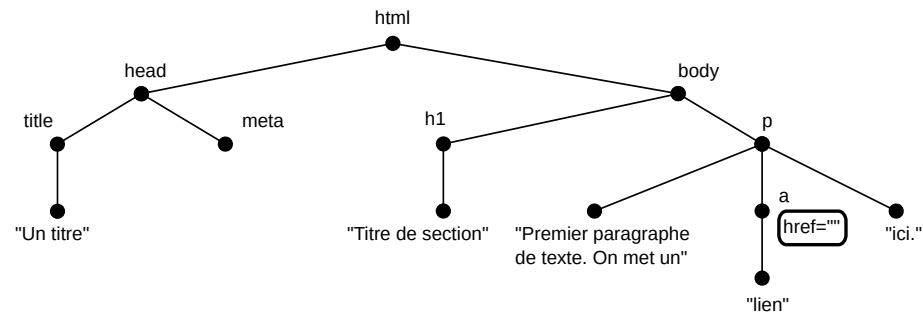 html
head
body
title
meta
h1
p
a
href=""
"Un titre"
"Titre de section"
"Premier paragraphe
de texte. On met un"
"ici."
"lien"